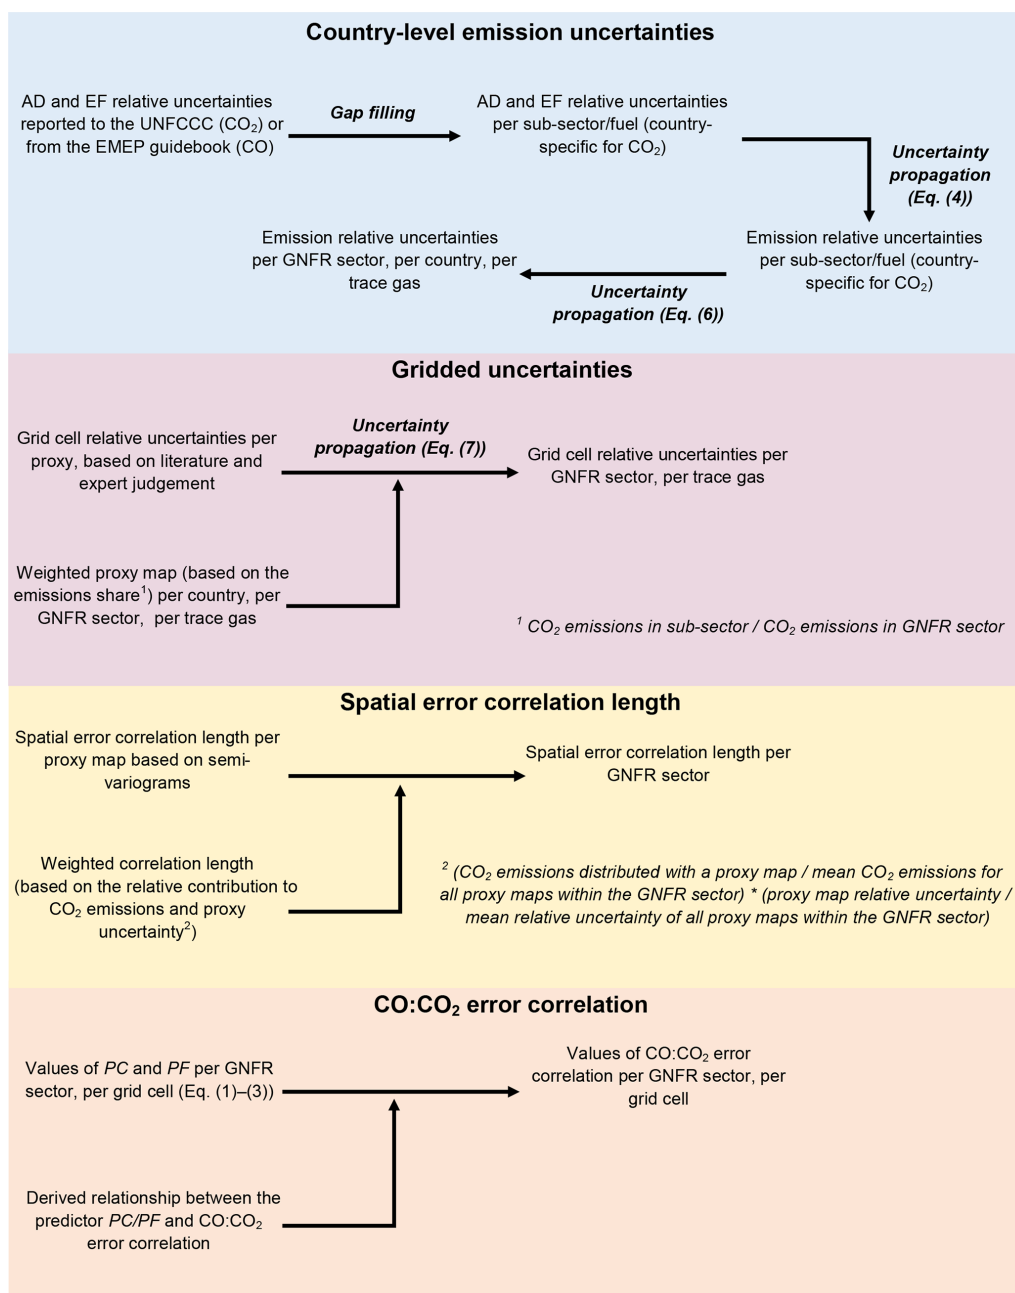 Country-level emission uncertainties
AD and EF relative uncertainties
reported to the UNFCCC (CO₂) or
from the EMEP guidebook (CO)
Gap filling
AD and EF relative uncertainties
per sub-sector/fuel (country-
specific for CO₂)
Uncertainty
propagation
(Eq. (4))
Emission relative uncertainties
per sub-sector/fuel (country-
specific for CO₂)
Uncertainty
propagation (Eq. (6))
Emission relative uncertainties
per GNFR sector, per country, per
trace gas
Gridded uncertainties
Grid cell relative uncertainties per
proxy, based on literature and
expert judgement
Uncertainty
propagation (Eq. (7))
Grid cell relative uncertainties per
GNFR sector, per trace gas
Weighted proxy map (based on the
emissions share¹) per country, per
GNFR sector, per trace gas
¹ CO₂ emissions in sub-sector / CO₂ emissions in GNFR sector
Spatial error correlation length
Spatial error correlation length per
proxy map based on semi-
variograms
Spatial error correlation length per
GNFR sector
Weighted correlation length
(based on the relative contribution to
CO₂ emissions and proxy
uncertainty²)
² (CO₂ emissions distributed with a proxy map / mean CO₂ emissions for
all proxy maps within the GNFR sector) * (proxy map relative uncertainty /
mean relative uncertainty of all proxy maps within the GNFR sector)
CO:CO₂ error correlation
Values of PC and PF per GNFR
sector, per grid cell (Eq. (1)–(3))
Values of CO:CO₂ error
correlation per GNFR sector, per
grid cell
Derived relationship between the
predictor PC/PF and CO:CO₂
error correlation